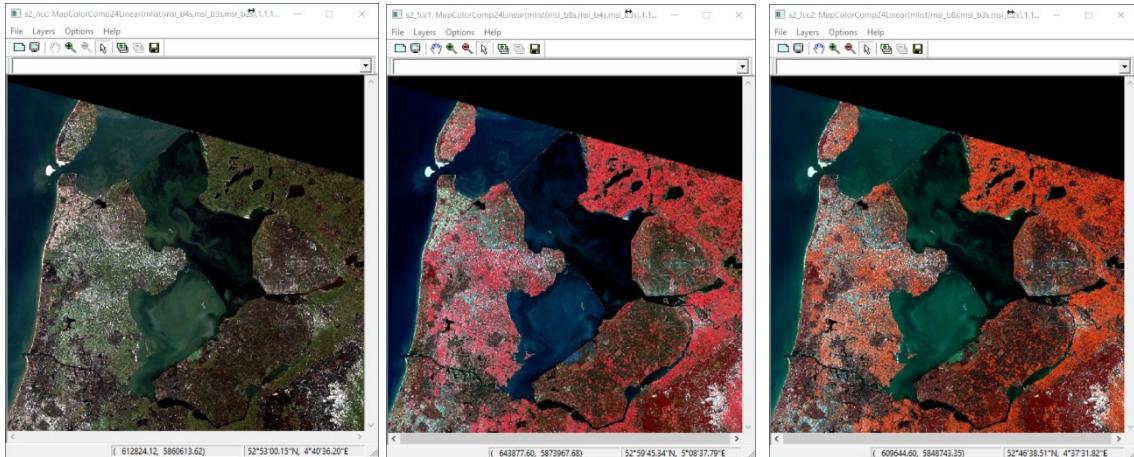 s2_ncc: MapColorComp24Linear(mlist(msi_b4s,msi_b3s,msi_b2s),1,1,1...
File Layers Options Help
( 612824.12, 5860613.62) 52°53'00.15"N, 4°40'36.20"E
s2_fcc1: MapColorComp24Linear(mlist(msi_b8s,msi_b4s,msi_b3s),1,1...
File Layers Options Help
( 643877.60, 5873967.68) 52°59'45.34"N, 5°08'37.79"E
s2_fcc2: MapColorComp24Linear(mlist(msi_b8s,msi_b3s,msi_b2s),1,1...
File Layers Options Help
( 609644.60, 5848743.35) 52°46'38.51"N, 4°37'31.82"E